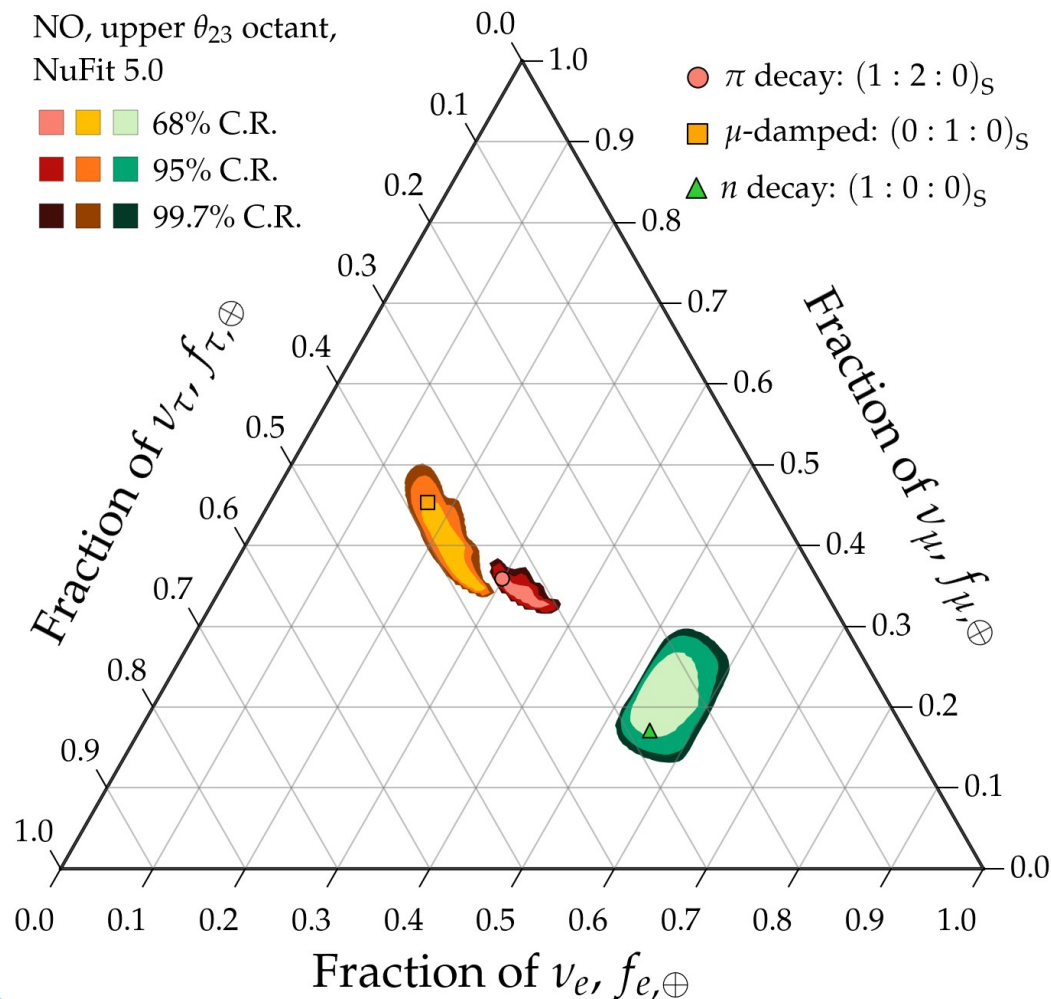 NO, upper θ₂₃ octant,
NuFit 5.0
68% C.R.
95% C.R.
99.7% C.R.
π decay: (1 : 2 : 0)ₛ
μ-damped: (0 : 1 : 0)ₛ
n decay: (1 : 0 : 0)ₛ
Fraction of ντ, fτ,⊕
0.0
0.1
0.2
0.3
0.4
0.5
0.6
0.7
0.8
0.9
1.0
Fraction of νμ, fμ,⊕
1.0
0.9
0.8
0.7
0.6
0.5
0.4
0.3
0.2
0.1
0.0
0.0 0.1 0.2 0.3 0.4 0.5 0.6 0.7 0.8 0.9 1.0
Fraction of νₑ, fₑ,⊕